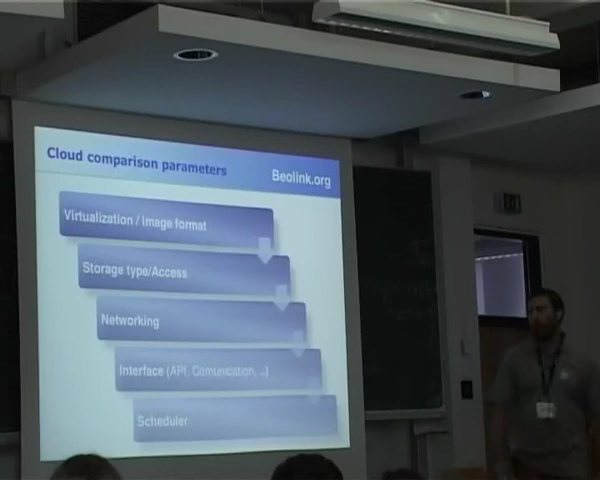 Cloud comparison parameters
Beolink.org
Virtualization / image format
Storage type/Access
Networking
Interface (API, Comunication, ..)
Scheduler